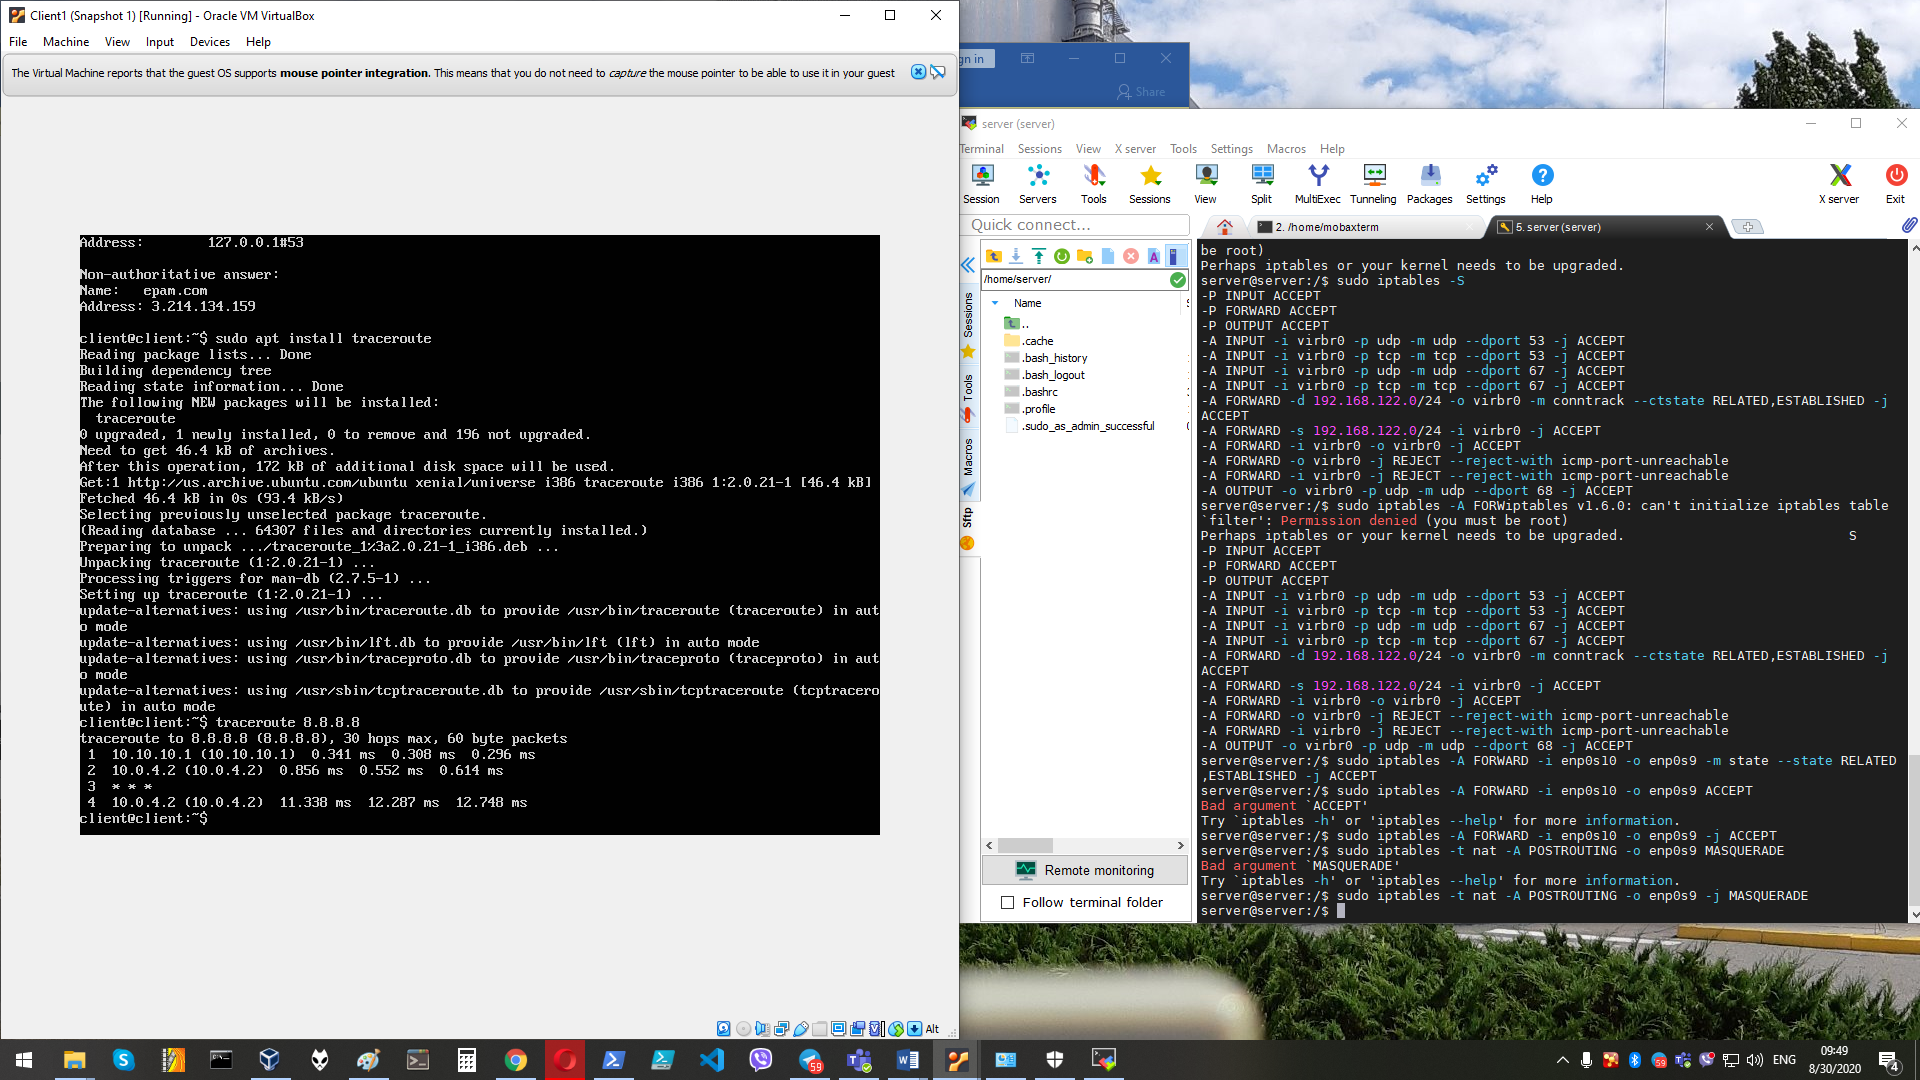 Client1 (Snapshot 1) [Running] - Oracle VM VirtualBox
File Machine View Input Devices Help
The Virtual Machine reports that the guest OS supports mouse pointer integration. This means that you do not need to capture the mouse pointer to be able to use it in your guest
Address:        127.0.0.1#53
Non-authoritative answer:
Name:   epam.com
Address: 3.214.134.159
client@client:~$ sudo apt install traceroute
Reading package lists... Done
Building dependency tree
Reading state information... Done
The following NEW packages will be installed:
  traceroute
0 upgraded, 1 newly installed, 0 to remove and 196 not upgraded.
Need to get 46.4 kB of archives.
After this operation, 172 kB of additional disk space will be used.
Get:1 http://us.archive.ubuntu.com/ubuntu xenial/universe i386 traceroute i386 1:2.0.21-1 [46.4 kB]
Fetched 46.4 kB in 0s (93.4 kB/s)
Selecting previously unselected package traceroute.
(Reading database ... 64307 files and directories currently installed.)
Preparing to unpack .../traceroute_1%3a2.0.21-1_i386.deb ...
Unpacking traceroute (1:2.0.21-1) ...
Processing triggers for man-db (2.7.5-1) ...
Setting up traceroute (1:2.0.21-1) ...
update-alternatives: using /usr/bin/traceroute.db to provide /usr/bin/traceroute (traceroute) in aut
o mode
update-alternatives: using /usr/bin/lft.db to provide /usr/bin/lft (lft) in auto mode
update-alternatives: using /usr/bin/traceproto.db to provide /usr/bin/traceproto (traceproto) in aut
o mode
update-alternatives: using /usr/sbin/tcptraceroute.db to provide /usr/sbin/tcptraceroute (tcptracero
ute) in auto mode
client@client:~$ traceroute 8.8.8.8
traceroute to 8.8.8.8 (8.8.8.8), 30 hops max, 60 byte packets
 1  10.10.10.1 (10.10.10.1)  0.341 ms  0.308 ms  0.296 ms
 2  10.0.4.2 (10.0.4.2)  0.856 ms  0.552 ms  0.614 ms
 3  * * *
 4  10.0.4.2 (10.0.4.2)  11.338 ms  12.287 ms  12.748 ms
client@client:~$
Alt
gn in
Share
server (server)
Terminal Sessions View X server Tools Settings Macros Help
Session Servers Tools Sessions View Split MultiExec Tunneling Packages Settings Help X server Exit
Quick connect...
2. /home/mobaxterm
5. server (server)
/home/server/
Name
..
.cache
.bash_history
.bash_logout
.bashrc
.profile
.sudo_as_admin_successful
Sessions
Tools
Macros
Sftp
Remote monitoring
Follow terminal folder
be root)
Perhaps iptables or your kernel needs to be upgraded.
server@server:/$ sudo iptables -S
-P INPUT ACCEPT
-P FORWARD ACCEPT
-P OUTPUT ACCEPT
-A INPUT -i virbr0 -p udp -m udp --dport 53 -j ACCEPT
-A INPUT -i virbr0 -p tcp -m tcp --dport 53 -j ACCEPT
-A INPUT -i virbr0 -p udp -m udp --dport 67 -j ACCEPT
-A INPUT -i virbr0 -p tcp -m tcp --dport 67 -j ACCEPT
-A FORWARD -d 192.168.122.0/24 -o virbr0 -m conntrack --ctstate RELATED,ESTABLISHED -j
ACCEPT
-A FORWARD -s 192.168.122.0/24 -i virbr0 -j ACCEPT
-A FORWARD -i virbr0 -o virbr0 -j ACCEPT
-A FORWARD -o virbr0 -j REJECT --reject-with icmp-port-unreachable
-A FORWARD -i virbr0 -j REJECT --reject-with icmp-port-unreachable
-A OUTPUT -o virbr0 -p udp -m udp --dport 68 -j ACCEPT
server@server:/$ sudo iptables -A FORWiptables v1.6.0: can't initialize iptables table
`filter': Permission denied (you must be root)
Perhaps iptables or your kernel needs to be upgraded.                            S
-P INPUT ACCEPT
-P FORWARD ACCEPT
-P OUTPUT ACCEPT
-A INPUT -i virbr0 -p udp -m udp --dport 53 -j ACCEPT
-A INPUT -i virbr0 -p tcp -m tcp --dport 53 -j ACCEPT
-A INPUT -i virbr0 -p udp -m udp --dport 67 -j ACCEPT
-A INPUT -i virbr0 -p tcp -m tcp --dport 67 -j ACCEPT
-A FORWARD -d 192.168.122.0/24 -o virbr0 -m conntrack --ctstate RELATED,ESTABLISHED -j
ACCEPT
-A FORWARD -s 192.168.122.0/24 -i virbr0 -j ACCEPT
-A FORWARD -i virbr0 -o virbr0 -j ACCEPT
-A FORWARD -o virbr0 -j REJECT --reject-with icmp-port-unreachable
-A FORWARD -i virbr0 -j REJECT --reject-with icmp-port-unreachable
-A OUTPUT -o virbr0 -p udp -m udp --dport 68 -j ACCEPT
server@server:/$ sudo iptables -A FORWARD -i enp0s10 -o enp0s9 -m state --state RELATED
,ESTABLISHED -j ACCEPT
server@server:/$ sudo iptables -A FORWARD -i enp0s10 -o enp0s9 ACCEPT
Bad argument `ACCEPT'
Try `iptables -h' or 'iptables --help' for more information.
server@server:/$ sudo iptables -A FORWARD -i enp0s10 -o enp0s9 -j ACCEPT
server@server:/$ sudo iptables -t nat -A POSTROUTING -o enp0s9 MASQUERADE
Bad argument `MASQUERADE'
Try `iptables -h' or 'iptables --help' for more information.
server@server:/$ sudo iptables -t nat -A POSTROUTING -o enp0s9 -j MASQUERADE
server@server:/$
59
59
ENG
09:49
8/30/2020
4